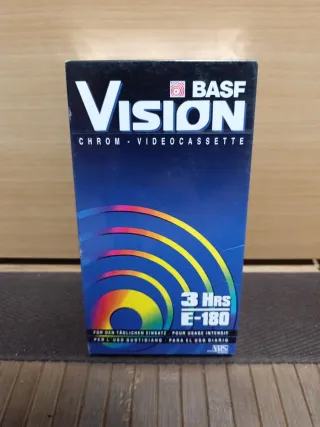 BASF
VISION
CHROM - VIDEOCASSETTE
3 HRS
E-180
FÜR DEN TÄGLICHEN EINSATZ · POUR USAGE INTENSIF
PER L'USO QUOTIDIANO · PARA EL USO DIARIO
VHS